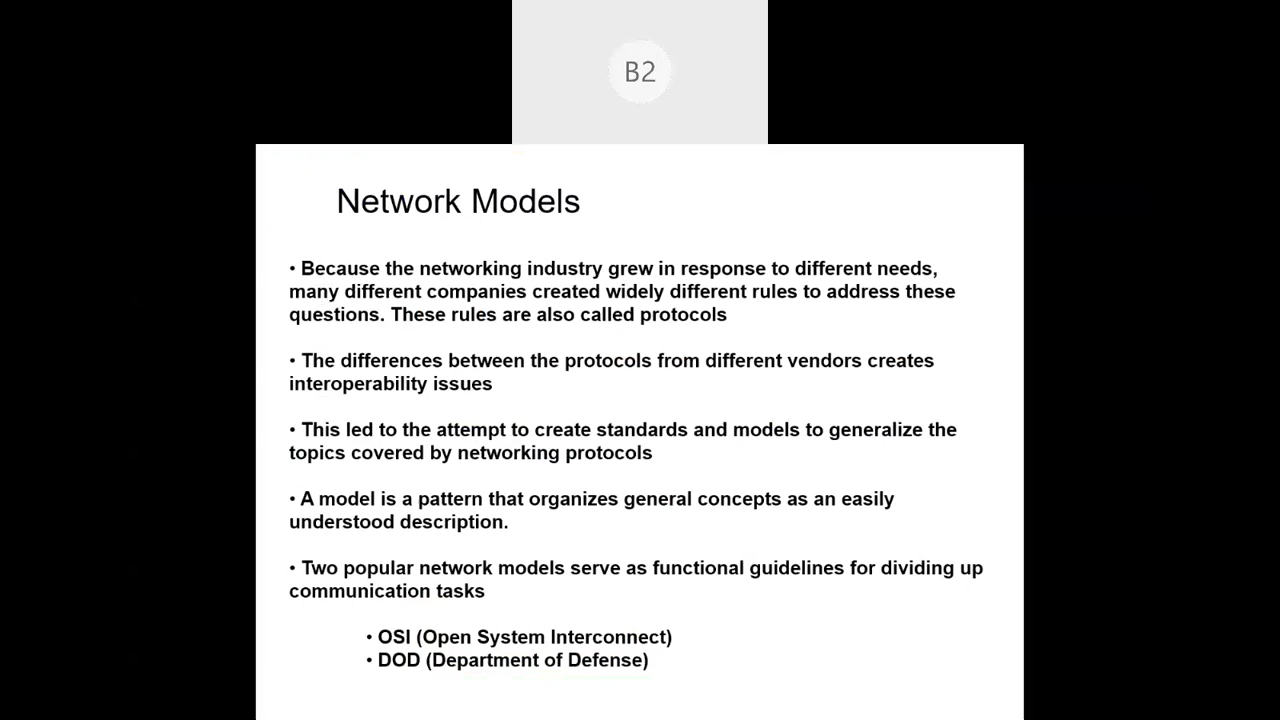 B2
Network Models
• Because the networking industry grew in response to different needs,
many different companies created widely different rules to address these
questions. These rules are also called protocols
• The differences between the protocols from different vendors creates
interoperability issues
• This led to the attempt to create standards and models to generalize the
topics covered by networking protocols
• A model is a pattern that organizes general concepts as an easily
understood description.
• Two popular network models serve as functional guidelines for dividing up
communication tasks
• OSI (Open System Interconnect)
• DOD (Department of Defense)